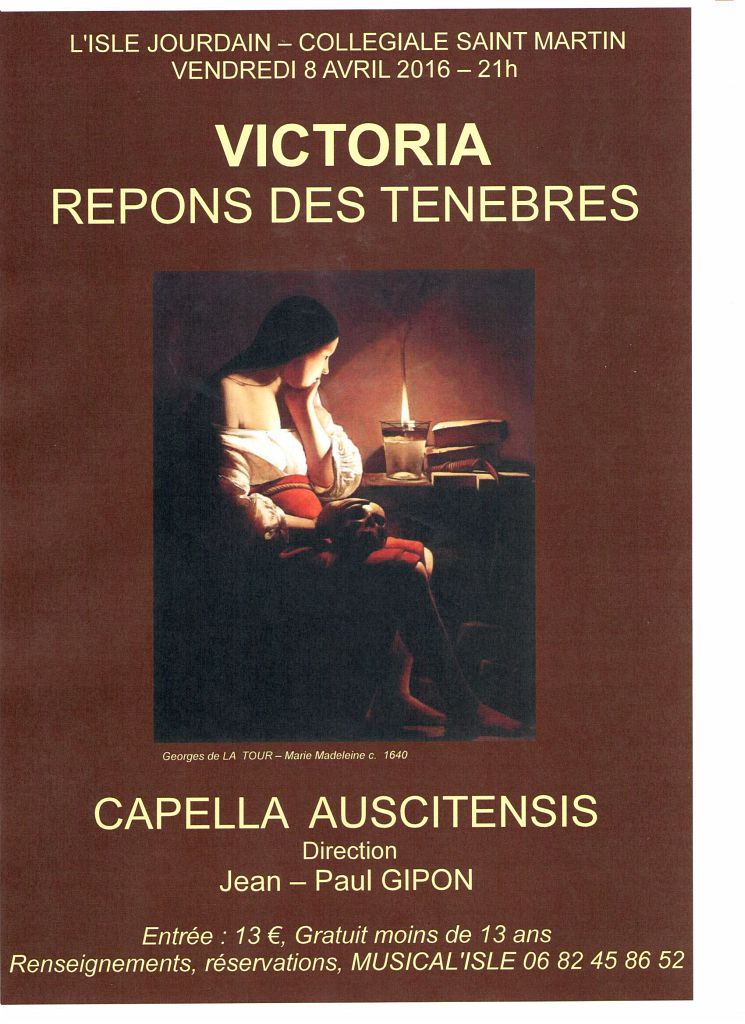 L'ISLE JOURDAIN – COLLEGIALE SAINT MARTIN
VENDREDI 8 AVRIL 2016 – 21h
VICTORIA
REPONS DES TENEBRES
Georges de LA TOUR – Marie Madeleine c. 1640
CAPELLA AUSCITENSIS
Direction
Jean – Paul GIPON
Entrée : 13 €, Gratuit moins de 13 ans
Renseignements, réservations, MUSICAL'ISLE 06 82 45 86 52